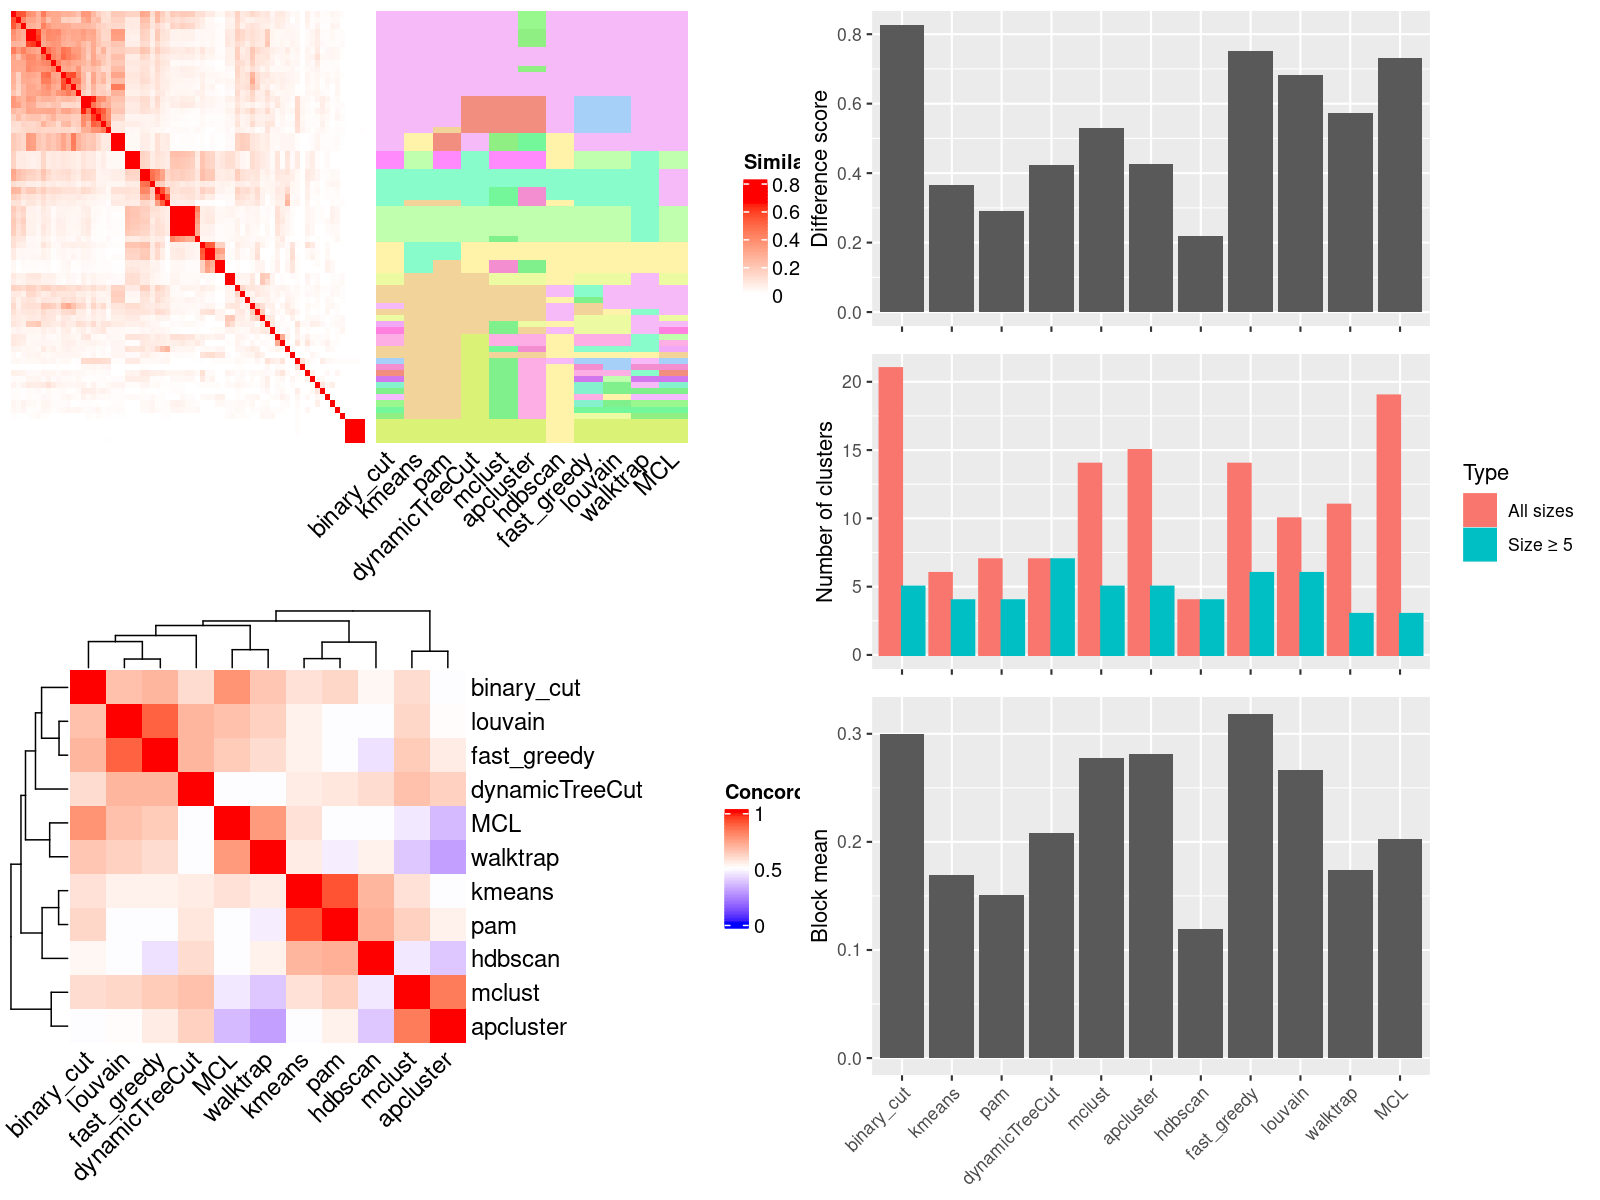 Simila
0.8
0.6
0.4
0.2
0
binary_cut
kmeans
pam
dynamicTreeCut
mclust
apcluster
hdbscan
fast_greedy
louvain
walktrap
MCL
binary_cut
louvain
fast_greedy
dynamicTreeCut
MCL
walktrap
kmeans
pam
hdbscan
mclust
apcluster
binary_cut
louvain
fast_greedy
dynamicTreeCut
MCL
walktrap
kmeans
pam
hdbscan
mclust
apcluster
Concord
1
0.5
0
Difference score
0.8
0.6
0.4
0.2
0.0
Number of clusters
20
15
10
5
0
Type
All sizes
Size ≥ 5
Block mean
0.3
0.2
0.1
0.0
binary_cut
kmeans
pam
dynamicTreeCut
mclust
apcluster
hdbscan
fast_greedy
louvain
walktrap
MCL